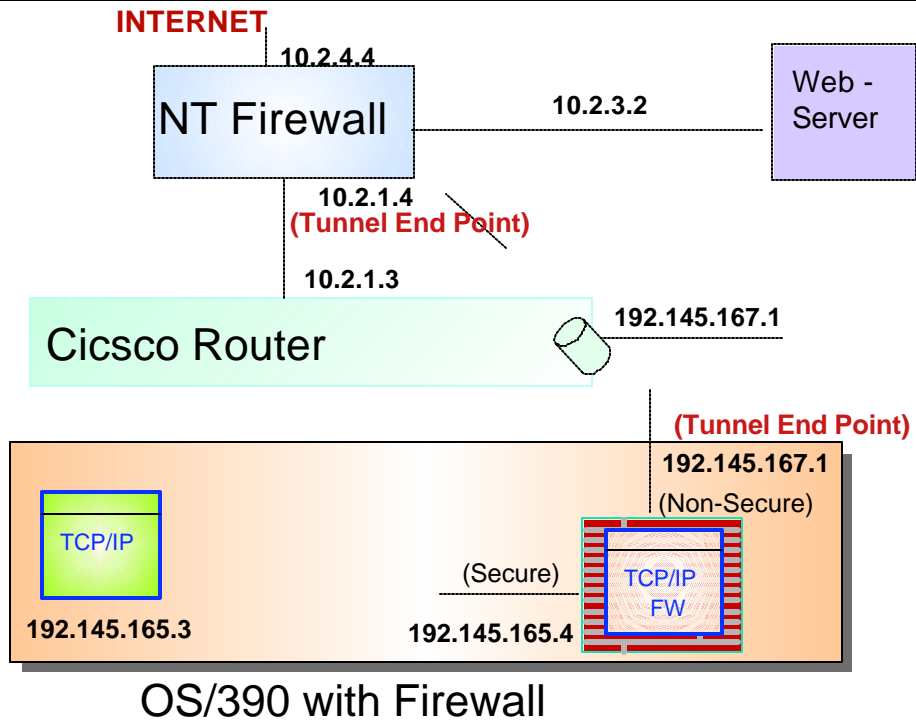 INTERNET
10.2.4.4
NT Firewall
10.2.3.2
Web -
Server
10.2.1.4
(Tunnel End Point)
10.2.1.3
Cicsco Router
192.145.167.1
(Tunnel End Point)
192.145.167.1
(Non-Secure)
TCP/IP
192.145.165.3
(Secure)
192.145.165.4
TCP/IP
FW
OS/390 with Firewall